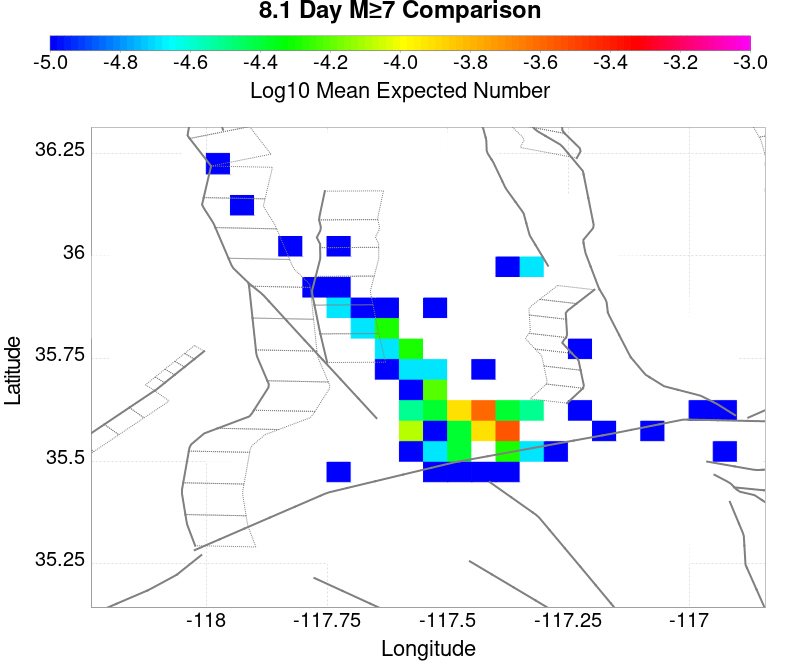 8.1 Day M≥7 Comparison
-5.0 -4.8 -4.6 -4.4 -4.2 -4.0 -3.8 -3.6 -3.4 -3.2 -3.0
Log10 Mean Expected Number
36.25
36
35.75
35.5
35.25
Latitude
-118 -117.75 -117.5 -117.25 -117
Longitude